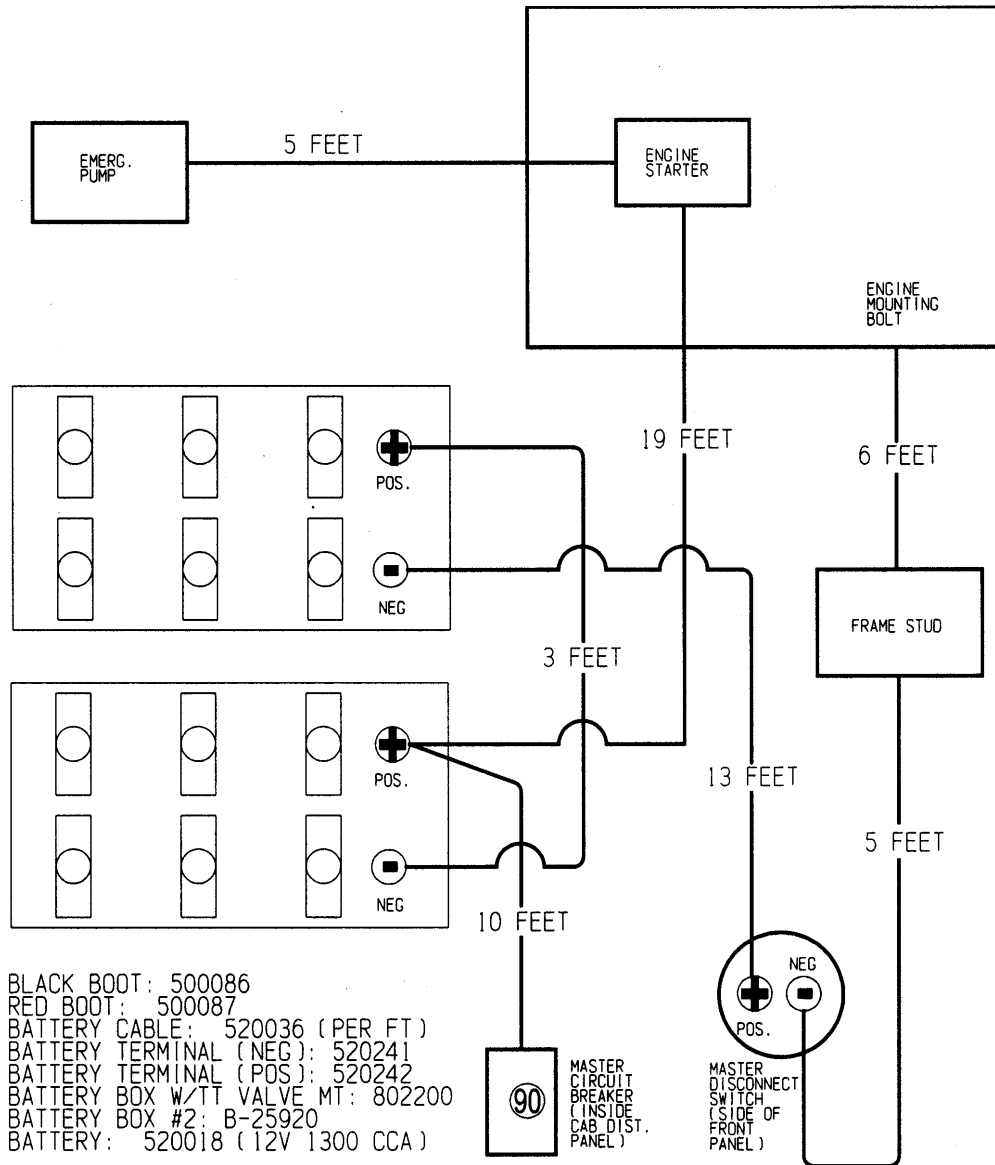 5 FEET
EMERG.
PUMP
ENGINE
STARTER
ENGINE
MOUNTING
BOLT
19 FEET
6 FEET
POS.
NEG
FRAME STUD
3 FEET
POS.
13 FEET
5 FEET
NEG
10 FEET
NEG
POS.
BLACK BOOT: 500086
RED BOOT: 500087
BATTERY CABLE: 520036 (PER FT)
BATTERY TERMINAL (NEG): 520241
BATTERY TERMINAL (POS): 520242
BATTERY BOX W/TT VALVE MT: 802200
BATTERY BOX #2: B-25920
BATTERY: 520018 (12V 1300 CCA)
90
MASTER
CIRCUIT
BREAKER
(INSIDE
CAB DIST.
PANEL)
MASTER
DISCONNECT
SWITCH
(SIDE OF
FRONT
PANEL)